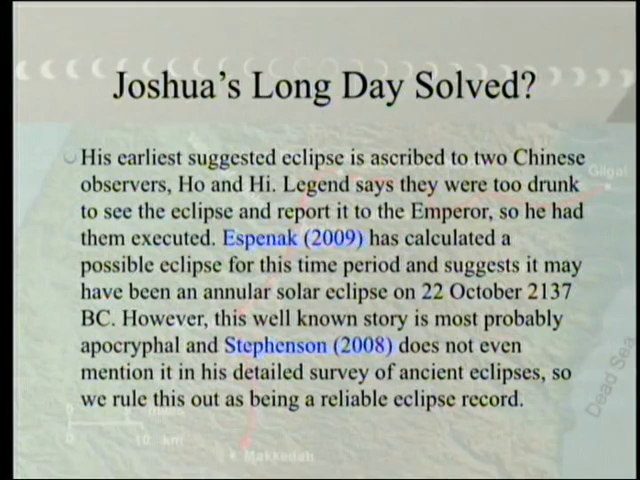 Joshua's Long Day Solved?
His earliest suggested eclipse is ascribed to two Chinese
observers, Ho and Hi. Legend says they were too drunk
to see the eclipse and report it to the Emperor, so he had
them executed. Espenak (2009) has calculated a
possible eclipse for this time period and suggests it may
have been an annular solar eclipse on 22 October 2137
BC. However, this well known story is most probably
apocryphal and Stephenson (2008) does not even
mention it in his detailed survey of ancient eclipses, so
we rule this out as being a reliable eclipse record.
Gilgal
Dead Sea
0 miles
0 10 km
Makkedah